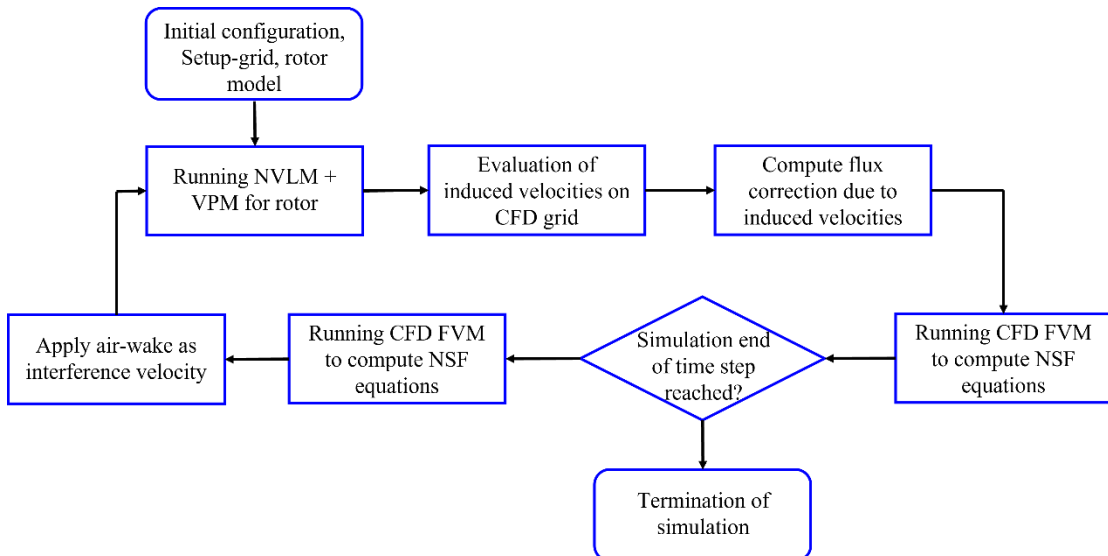 Initial configuration,
Setup-grid, rotor
model
Running NVLM +
VPM for rotor
Evaluation of
induced velocities on
CFD grid
Compute flux
correction due to
induced velocities
Running CFD FVM
to compute NSF
equations
Simulation end
of time step
reached?
Running CFD FVM
to compute NSF
equations
Apply air-wake as
interference velocity
Termination of
simulation